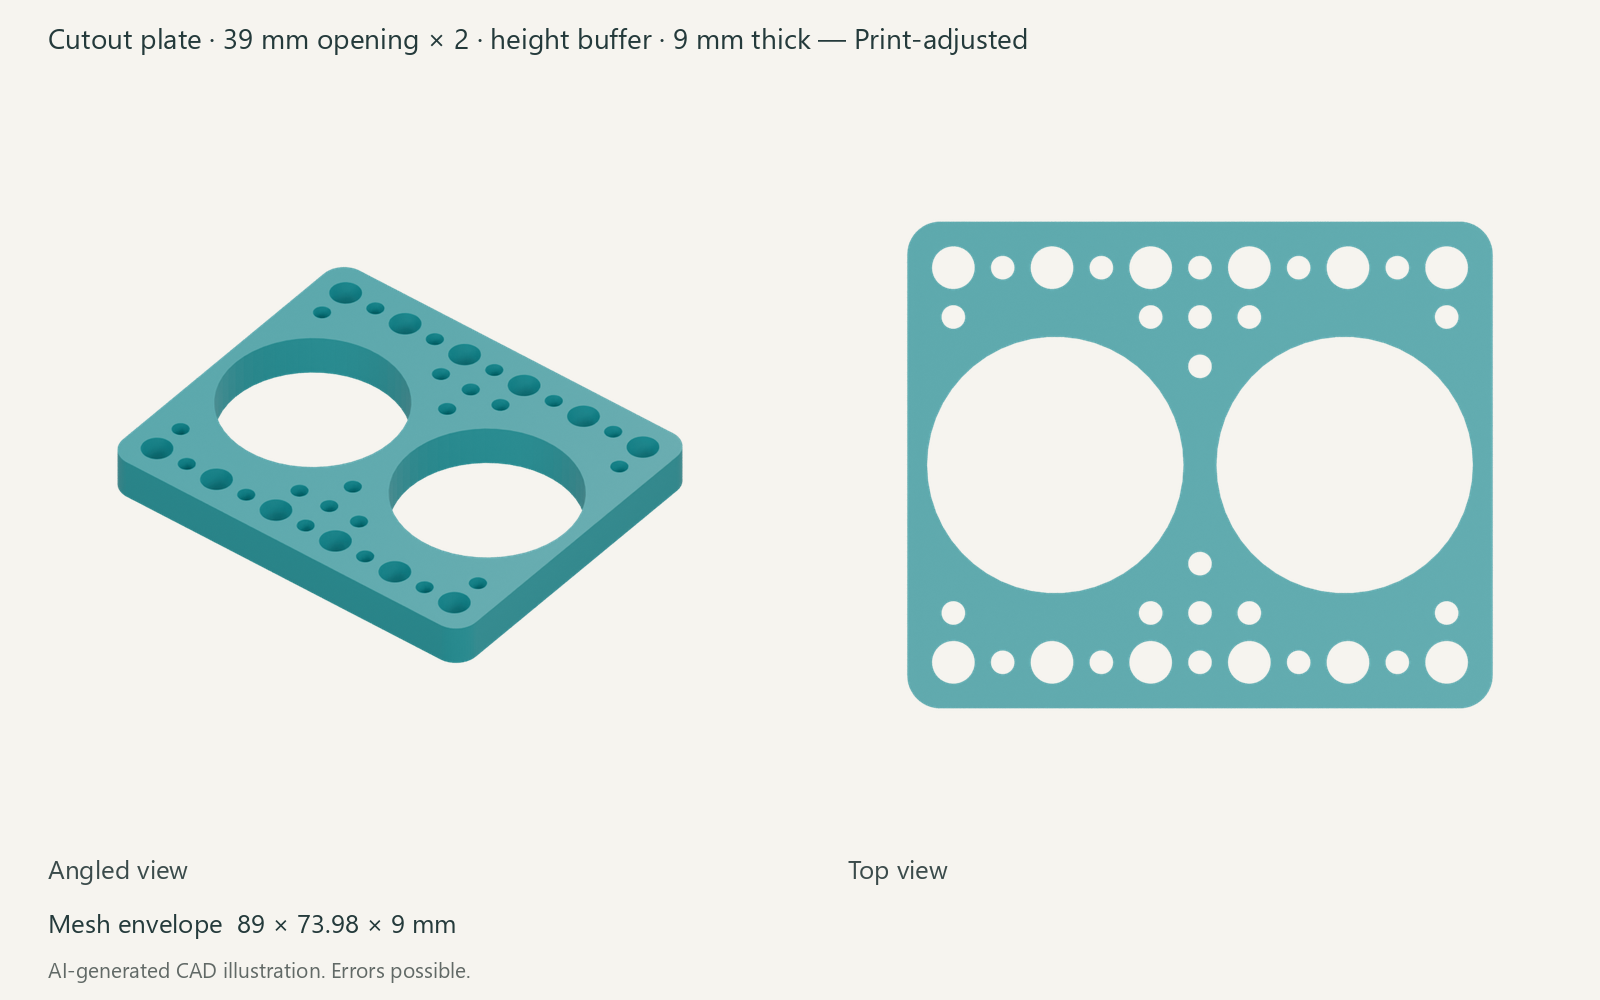 Cutout plate · 39 mm opening × 2 · height buffer · 9 mm thick — Print-adjusted
Angled view
Top view
Mesh envelope  89 × 73.98 × 9 mm
AI-generated CAD illustration. Errors possible.